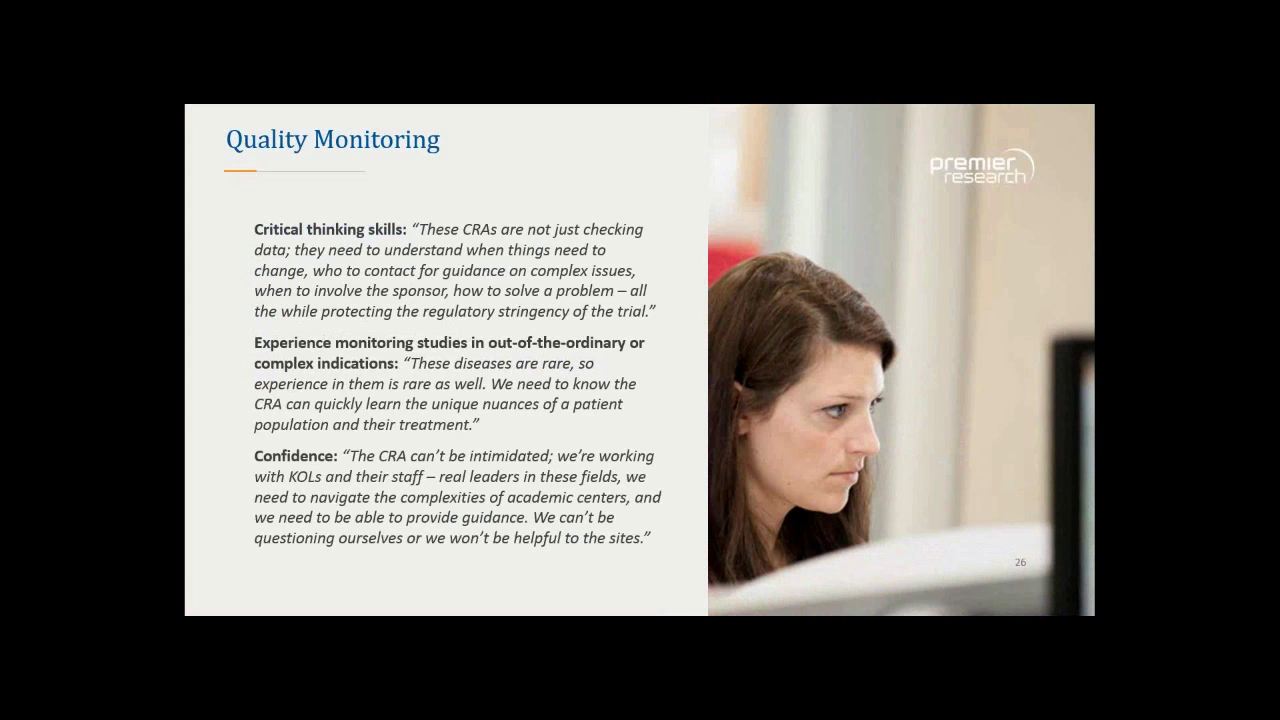 Quality Monitoring
premier
research
Critical thinking skills: “These CRAs are not just checking
data; they need to understand when things need to
change, who to contact for guidance on complex issues,
when to involve the sponsor, how to solve a problem – all
the while protecting the regulatory stringency of the trial.”
Experience monitoring studies in out-of-the-ordinary or
complex indications: “These diseases are rare, so
experience in them is rare as well. We need to know the
CRA can quickly learn the unique nuances of a patient
population and their treatment.”
Confidence: “The CRA can’t be intimidated; we’re working
with KOLs and their staff – real leaders in these fields, we
need to navigate the complexities of academic centers, and
we need to be able to provide guidance. We can’t be
questioning ourselves or we won’t be helpful to the sites.”
26